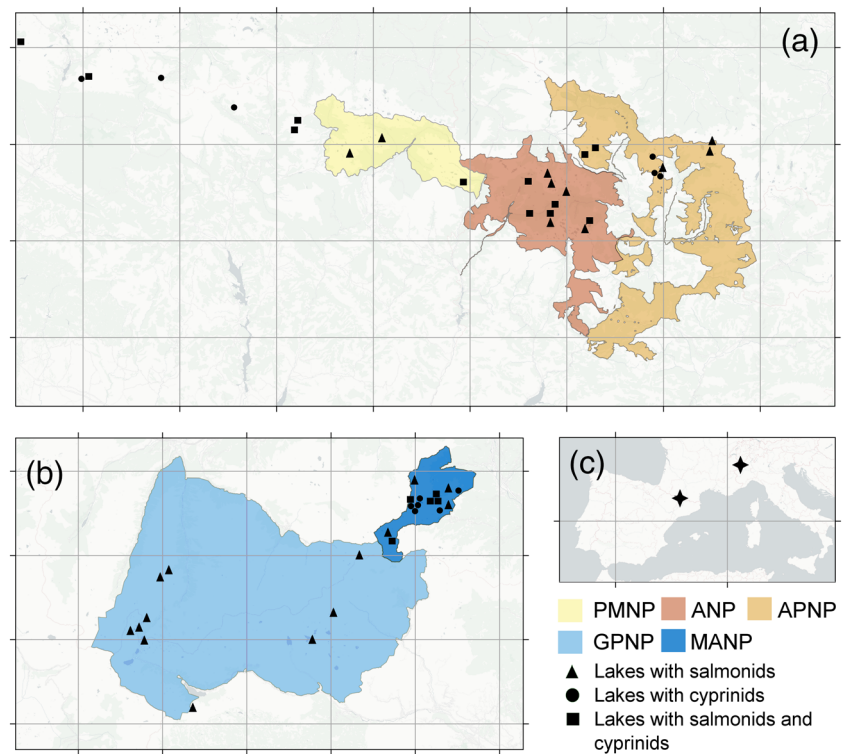 (a)
(b)
(c)
PMNP ANP APNP
GPNP MANP
Lakes with salmonids
Lakes with cyprinids
Lakes with salmonids and
cyprinids